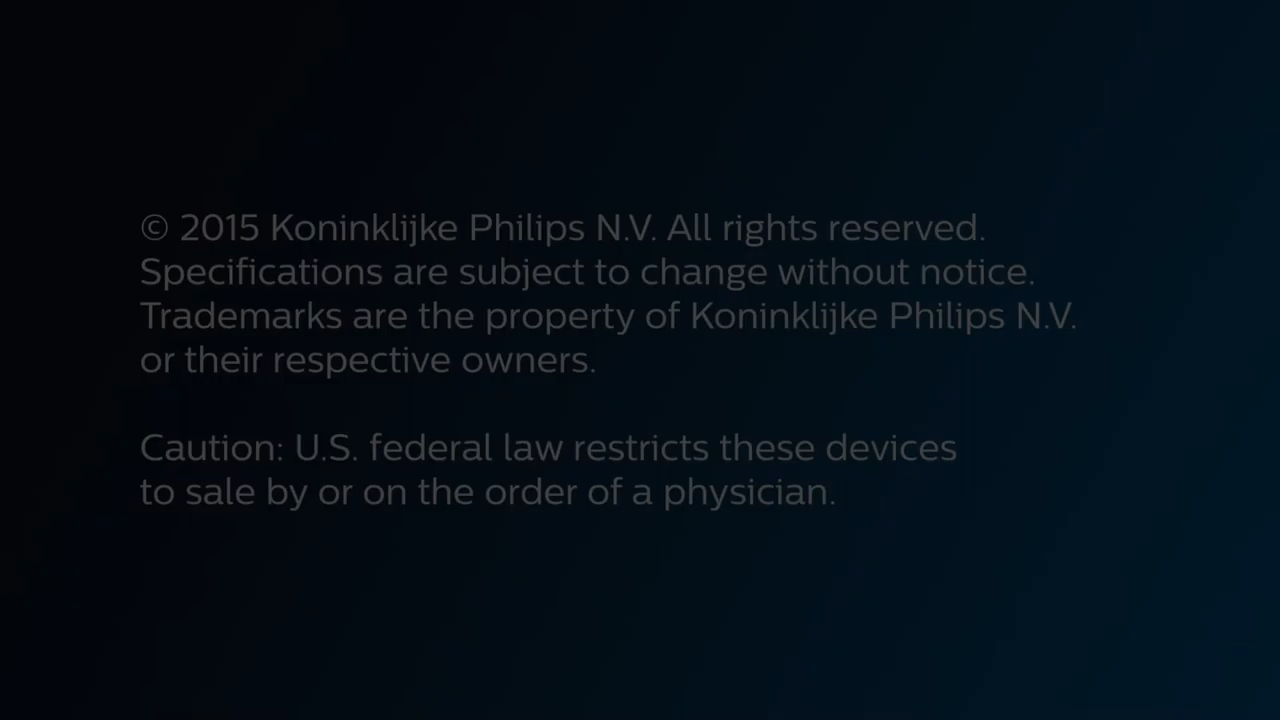 © 2015 Koninklijke Philips N.V. All rights reserved.
Specifications are subject to change without notice.
Trademarks are the property of Koninklijke Philips N.V.
or their respective owners.
Caution: U.S. federal law restricts these devices
to sale by or on the order of a physician.